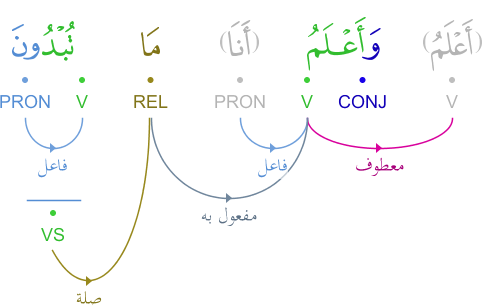 (أَعْلَمُ) وَأَعْلَمُ (أَنَا) مَا تُبْدُونَ
V CONJ V PRON REL V PRON
معطوف فاعل فاعل
مفعول به
VS
صلة